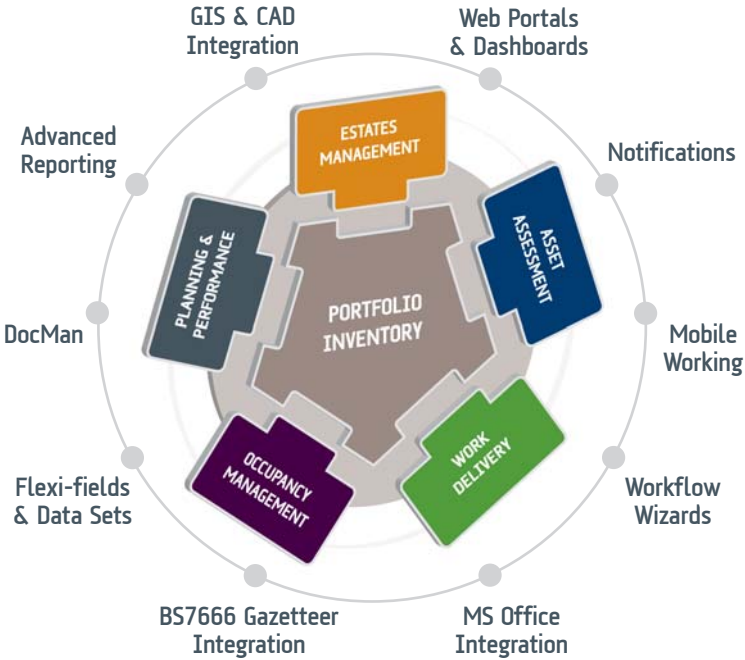 GIS & CAD
Integration
Web Portals
& Dashboards
Advanced
Reporting
Notifications
ESTATES
MANAGEMENT
ASSET
ASSESSMENT
PLANNING &
PERFORMANCE
PORTFOLIO
INVENTORY
DocMan
Mobile
Working
WORK
DELIVERY
OCCUPANCY
MANAGEMENT
Flexi-fields
& Data Sets
Workflow
Wizards
BS7666 Gazetteer
Integration
MS Office
Integration